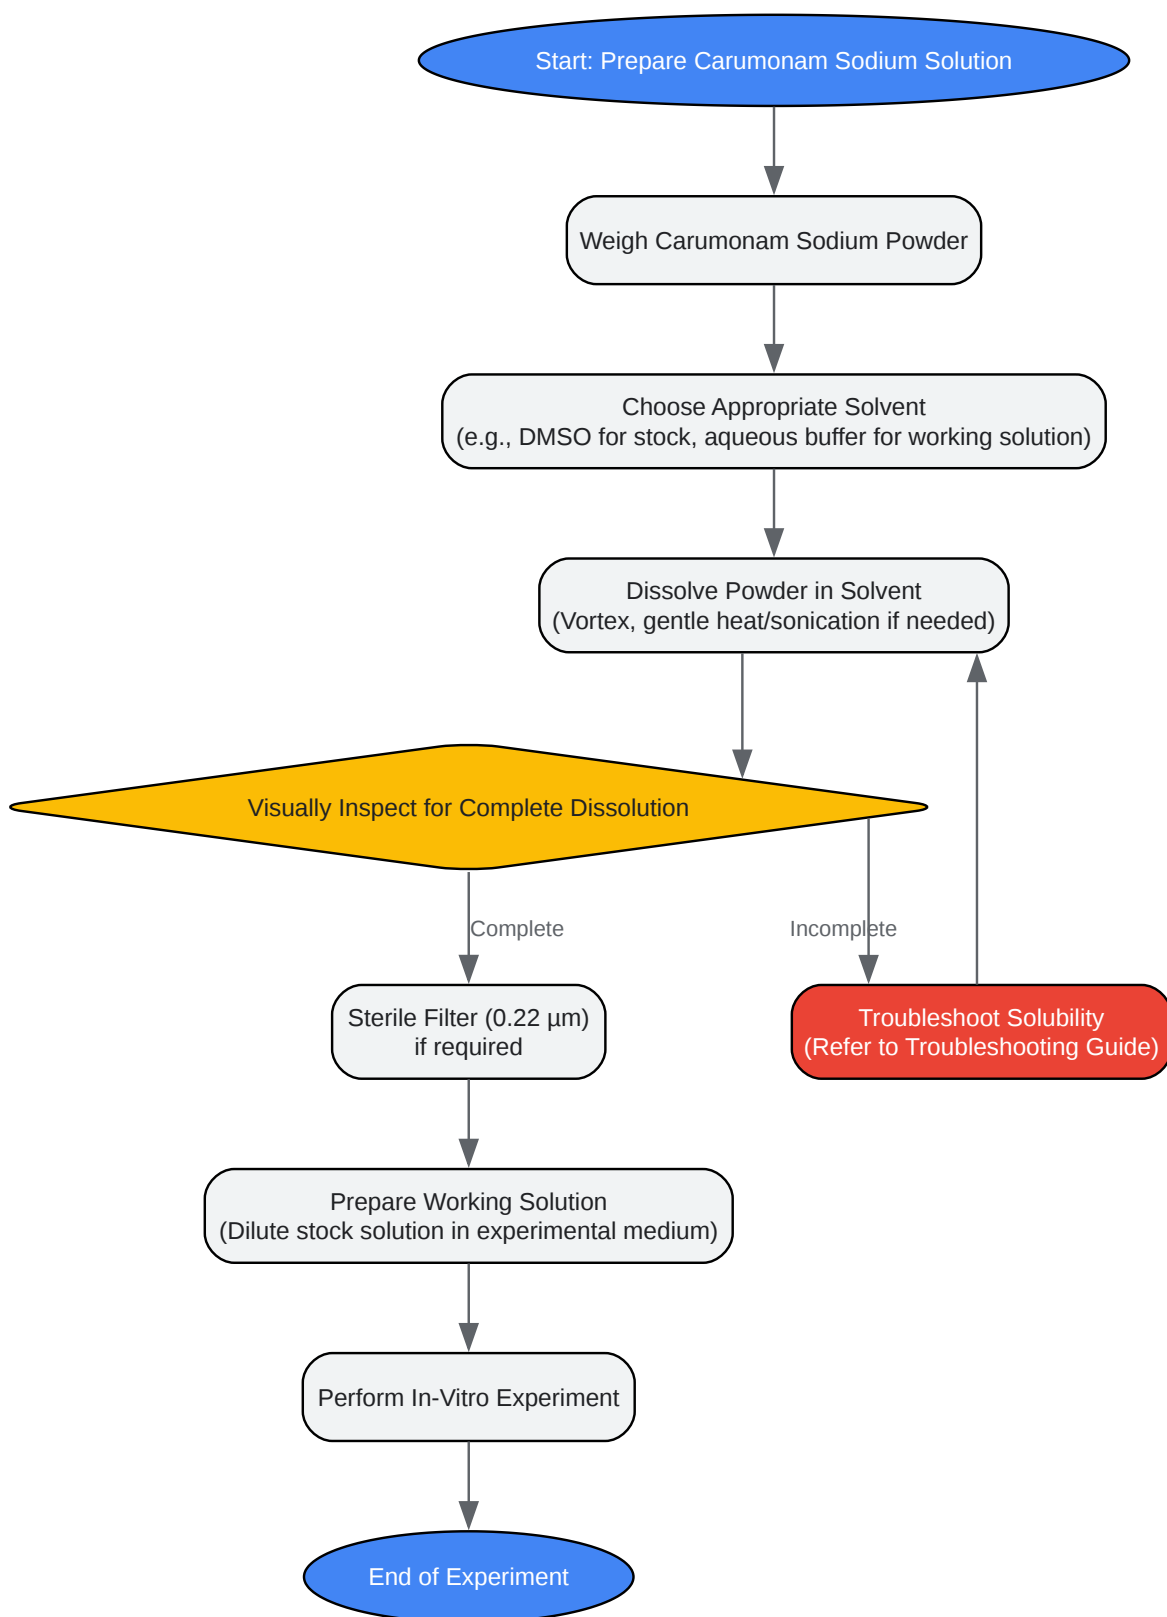 Start: Prepare Carumonam Sodium Solution
Weigh Carumonam Sodium Powder
Choose Appropriate Solvent
(e.g., DMSO for stock, aqueous buffer for working solution)
Dissolve Powder in Solvent
(Vortex, gentle heat/sonication if needed)
Visually Inspect for Complete Dissolution
Complete
Incomplete
Sterile Filter (0.22 µm)
if required
Troubleshoot Solubility
(Refer to Troubleshooting Guide)
Prepare Working Solution
(Dilute stock solution in experimental medium)
Perform In-Vitro Experiment
End of Experiment